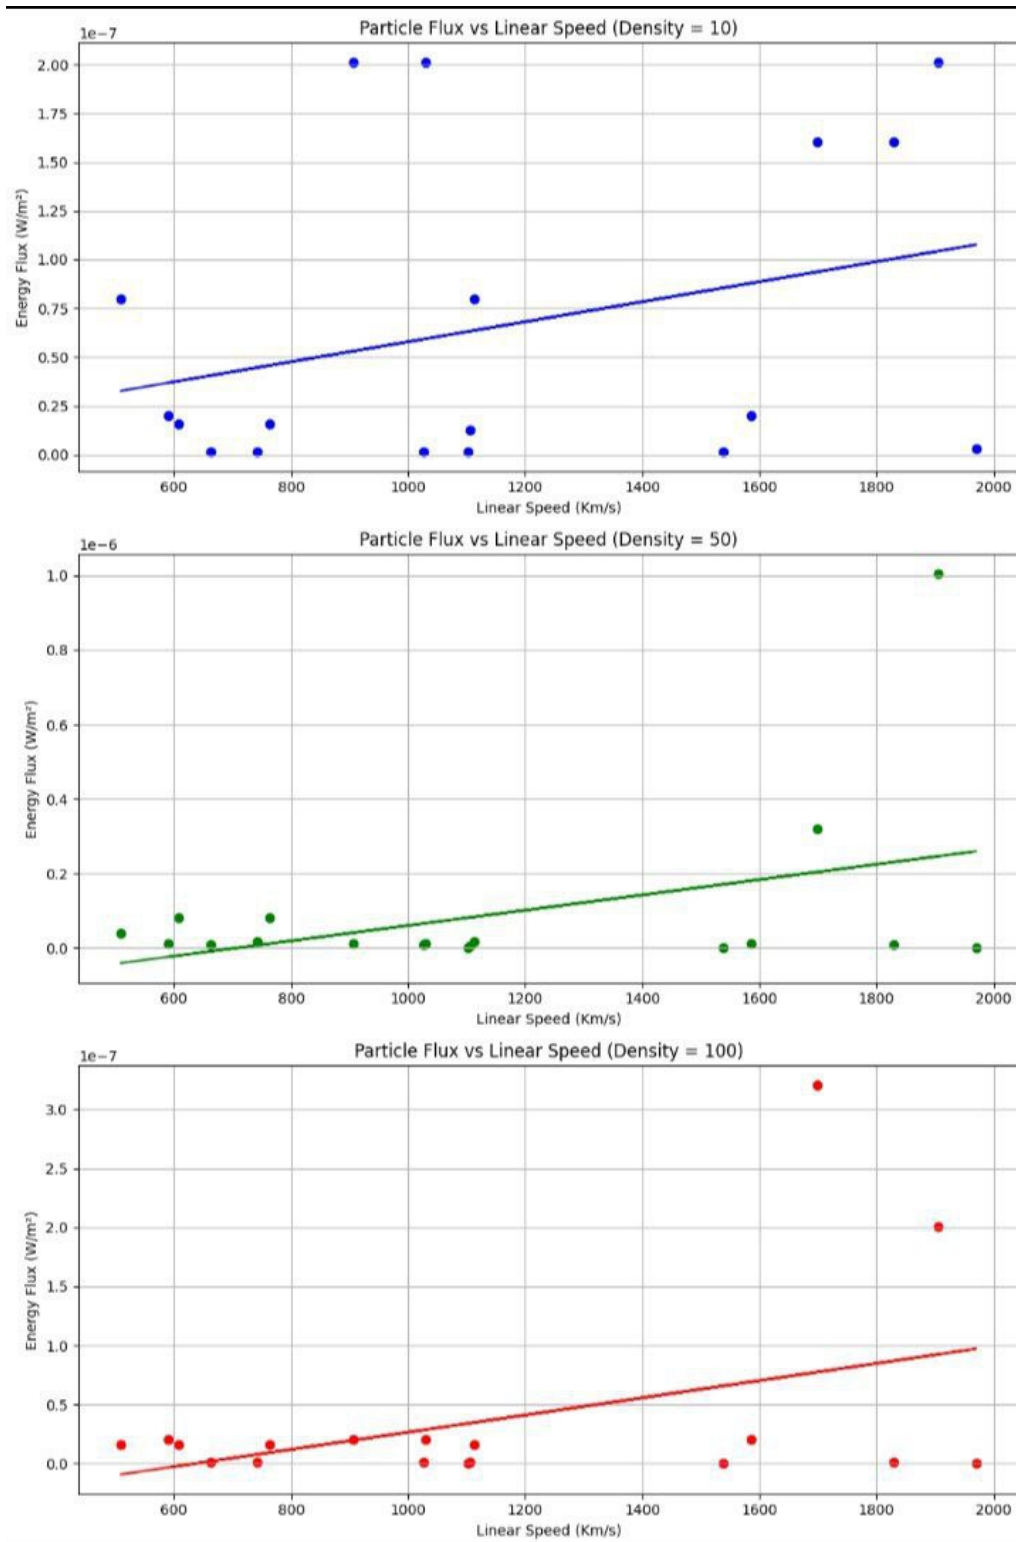 Particle Flux vs Linear Speed (Density = 10)
1e−7
2.00
1.75
1.50
1.25
1.00
0.75
0.50
0.25
0.00
Energy Flux (W/m²)
600 800 1000 1200 1400 1600 1800 2000
Linear Speed (Km/s)
Particle Flux vs Linear Speed (Density = 50)
1e−6
1.0
0.8
0.6
0.4
0.2
0.0
Energy Flux (W/m²)
600 800 1000 1200 1400 1600 1800 2000
Linear Speed (Km/s)
Particle Flux vs Linear Speed (Density = 100)
1e−7
3.0
2.5
2.0
1.5
1.0
0.5
0.0
Energy Flux (W/m²)
600 800 1000 1200 1400 1600 1800 2000
Linear Speed (Km/s)